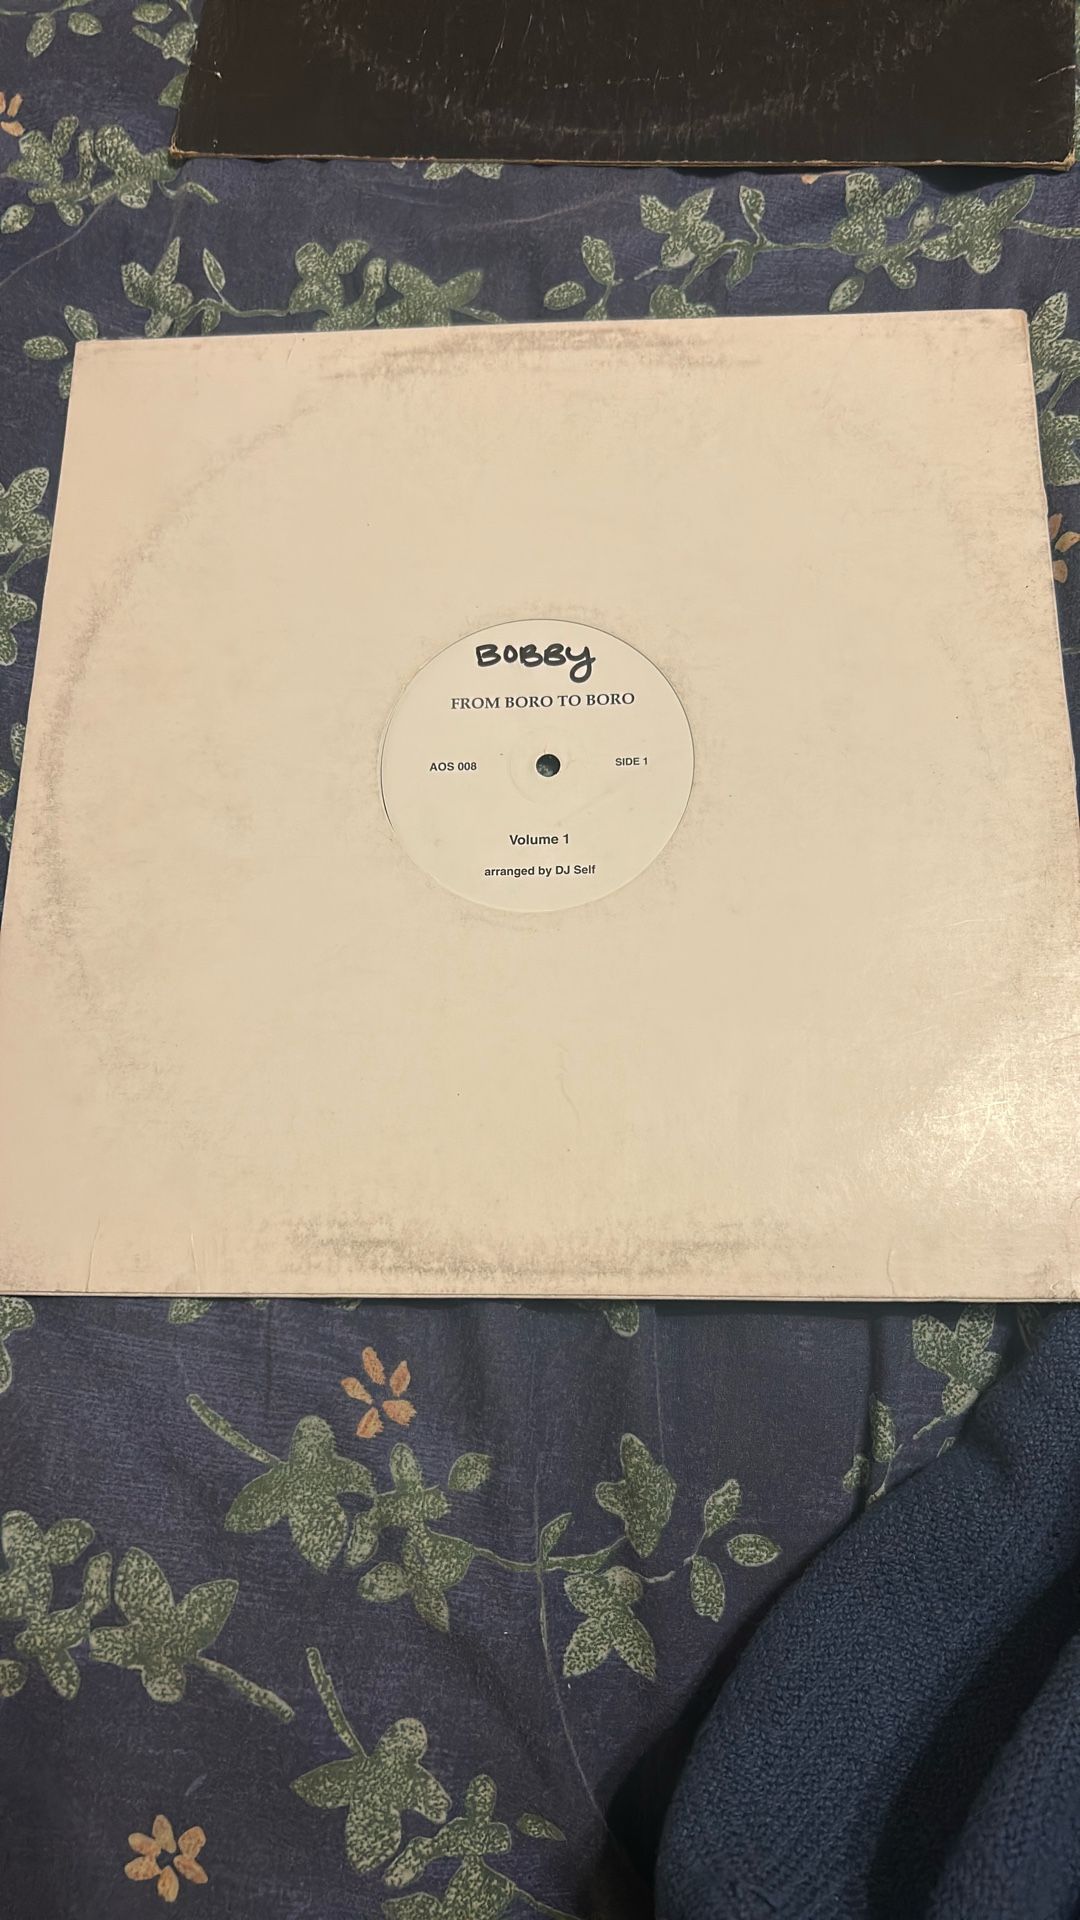 BOBBY
FROM BORO TO BORO
AOS 008
SIDE 1
Volume 1
arranged by DJ Self